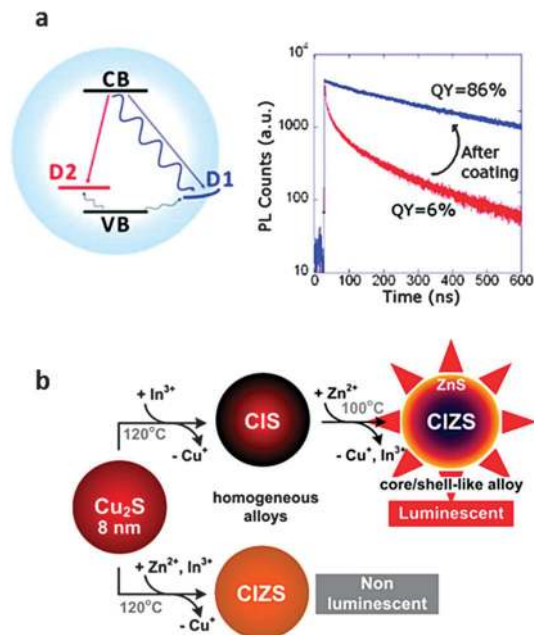 a
CB
D2
D1
VB
PL Counts (a.u.)
10⁴
1000
100
10
QY=86%
After
coating
QY=6%
0 100 200 300 400 500 600
Time (ns)
b
+ In³⁺
120°C
- Cu⁺
CIS
+ Zn²⁺
100°C
- Cu⁺, In³⁺
ZnS
CIZS
core/shell-like alloy
Luminescent
Cu₂S
8 nm
homogeneous
alloys
+ Zn²⁺, In³⁺
120°C
- Cu⁺
CIZS
Non
luminescent